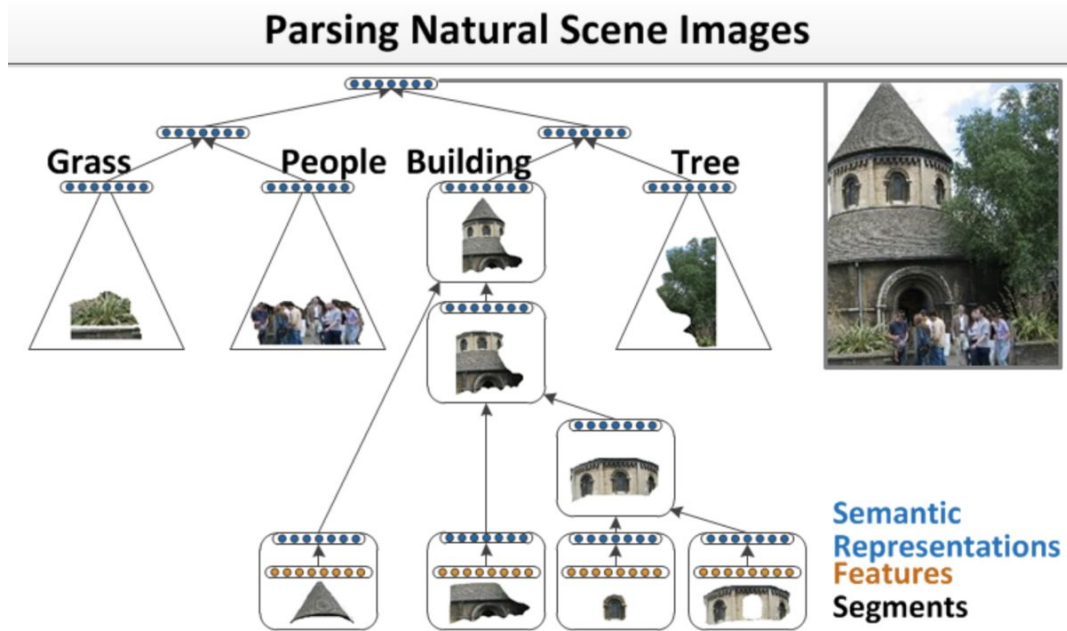 Parsing Natural Scene Images
Grass
People
Building
Tree
Semantic
Representations
Features
Segments